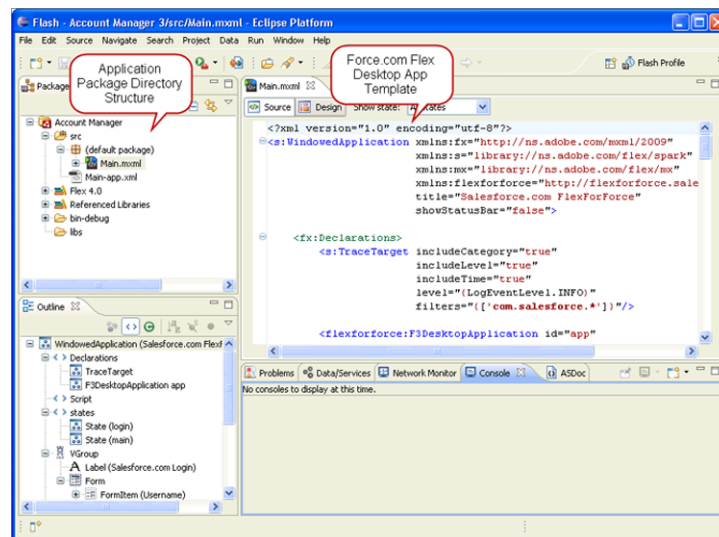 Flash - Account Manager 3/src/Main.mxml - Eclipse Platform
File Edit Source Navigate Search Project Data Run Window Help
Flash Profile
Application
Package Directory
Structure
Force.com Flex
Desktop App
Template
Package
Account Manager
src
(default package)
Main.mxml
Main-app.xml
Flex 4.0
Referenced Libraries
bin-debug
libs
Main.mxml
Source Design Show state:
<?xml version="1.0" encoding="utf-8"?>
<s:WindowedApplication xmlns:fx="http://ns.adobe.com/mxml/2009"
xmlns:s="library://ns.adobe.com/flex/spark"
xmlns:mx="library://ns.adobe.com/flex/mx"
xmlns:flexforforce="http://flexforforce.sale
title="Salesforce.com FlexForForce"
showStatusBar="false">
<fx:Declarations>
<s:TraceTarget includeCategory="true"
includeLevel="true"
includeTime="true"
level="{LogEventLevel.INFO}"
filters="{['com.salesforce.*']}"/>
<flexforforce:F3DesktopApplication id="app"
Outline
WindowedApplication (Salesforce.com FlexF
Declarations
TraceTarget
F3DesktopApplication app
Script
states
State (login)
State (main)
VGroup
Label (Salesforce.com Login)
Form
FormItem (Username)
Problems Data/Services Network Monitor Console ASDoc
No consoles to display at this time.